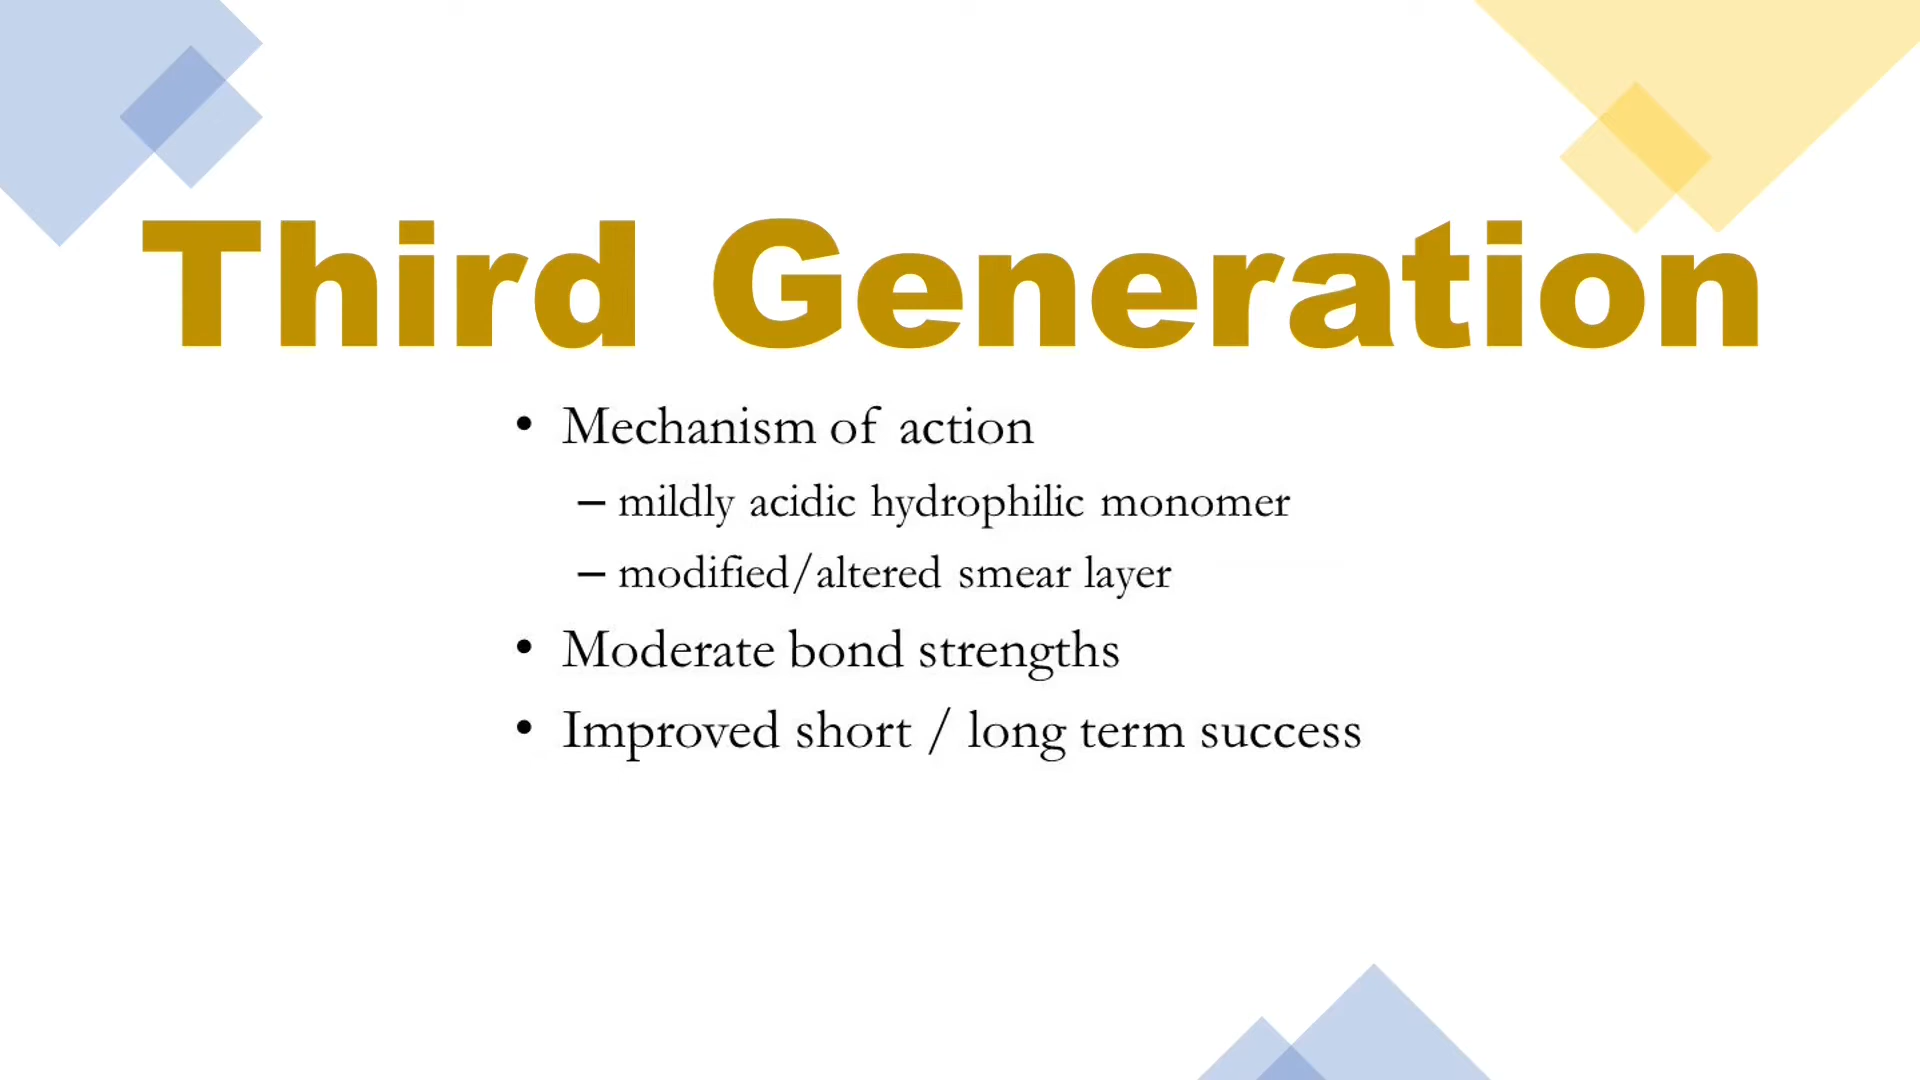 Third Generation
• Mechanism of action
– mildly acidic hydrophilic monomer
– modified/altered smear layer
• Moderate bond strengths
• Improved short / long term success